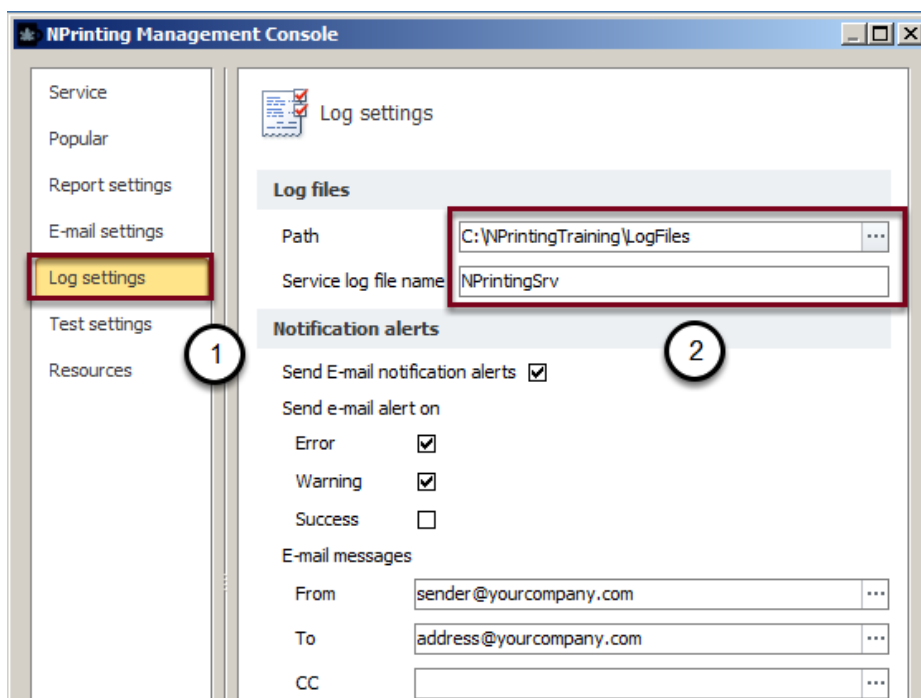 NPrinting Management Console
Service
Popular
Report settings
E-mail settings
Log settings
Test settings
Resources
1
Log settings
Log files
Path C:\NPrintingTraining\LogFiles ...
Service log file name NPrintingSrv
Notification alerts
2
Send E-mail notification alerts
Send e-mail alert on
Error
Warning
Success
E-mail messages
From sender@yourcompany.com ...
To address@yourcompany.com ...
CC ...